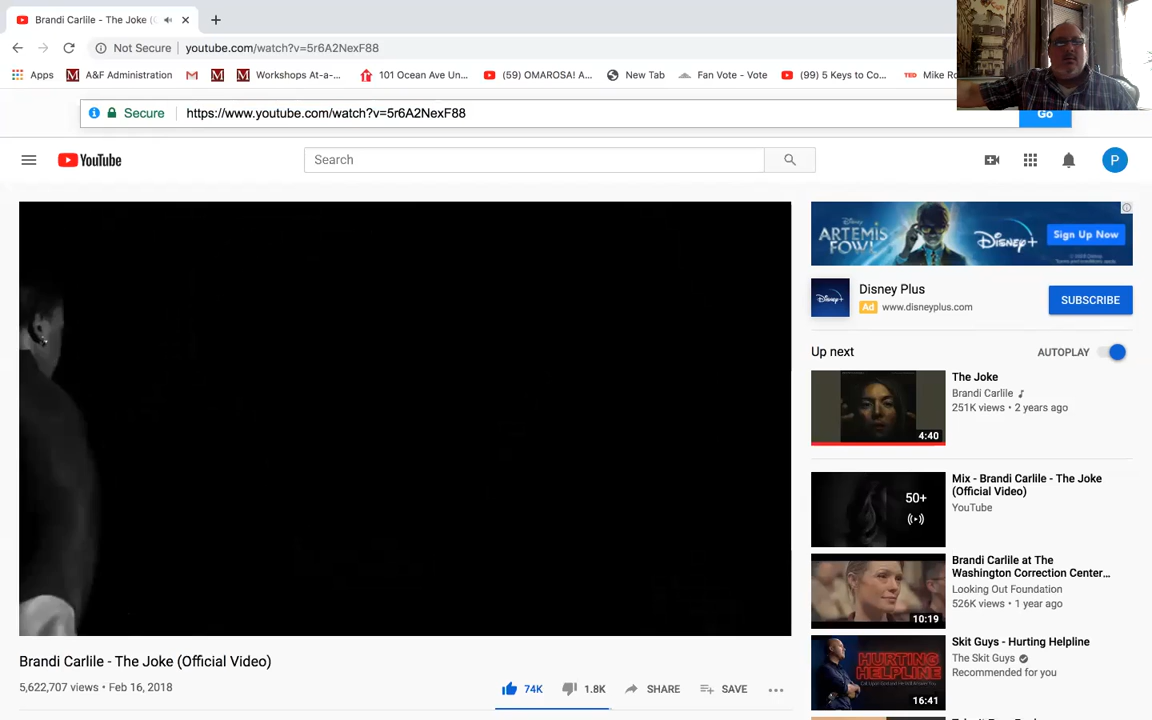 Brandi Carlile - The Joke (
Not Secure | youtube.com/watch?v=5r6A2NexF88
Apps A&F Administration Workshops At-a-... 101 Ocean Ave Un... (59) OMAROSA! A... New Tab Fan Vote - Vote (99) 5 Keys to Co... TED Mike Ro
Secure https://www.youtube.com/watch?v=5r6A2NexF88 Go
YouTube Search P
Disney
ARTEMIS
FOWL
Disney+
Sign Up Now
Disney Plus
Ad www.disneyplus.com
SUBSCRIBE
Up next AUTOPLAY
The Joke
Brandi Carlile
251K views • 2 years ago
4:40
Mix - Brandi Carlile - The Joke
(Official Video)
YouTube
50+
Brandi Carlile at The
Washington Correction Center...
Looking Out Foundation
526K views • 1 year ago
10:19
Skit Guys - Hurting Helpline
The Skit Guys
Recommended for you
HURTING
HELPLINE
16:41
Brandi Carlile - The Joke (Official Video)
5,622,707 views • Feb 16, 2018
74K 1.8K SHARE SAVE